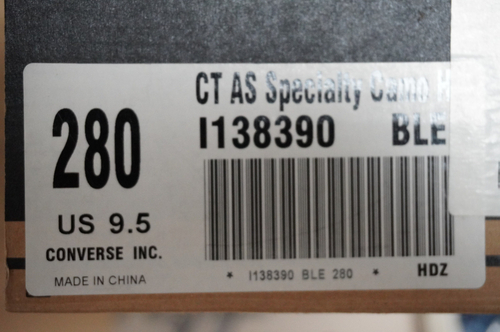 CT AS Specialty Camo H
280
I138390 BLE
US 9.5
CONVERSE INC.
MADE IN CHINA
* I138390 BLE 280 *
HDZ